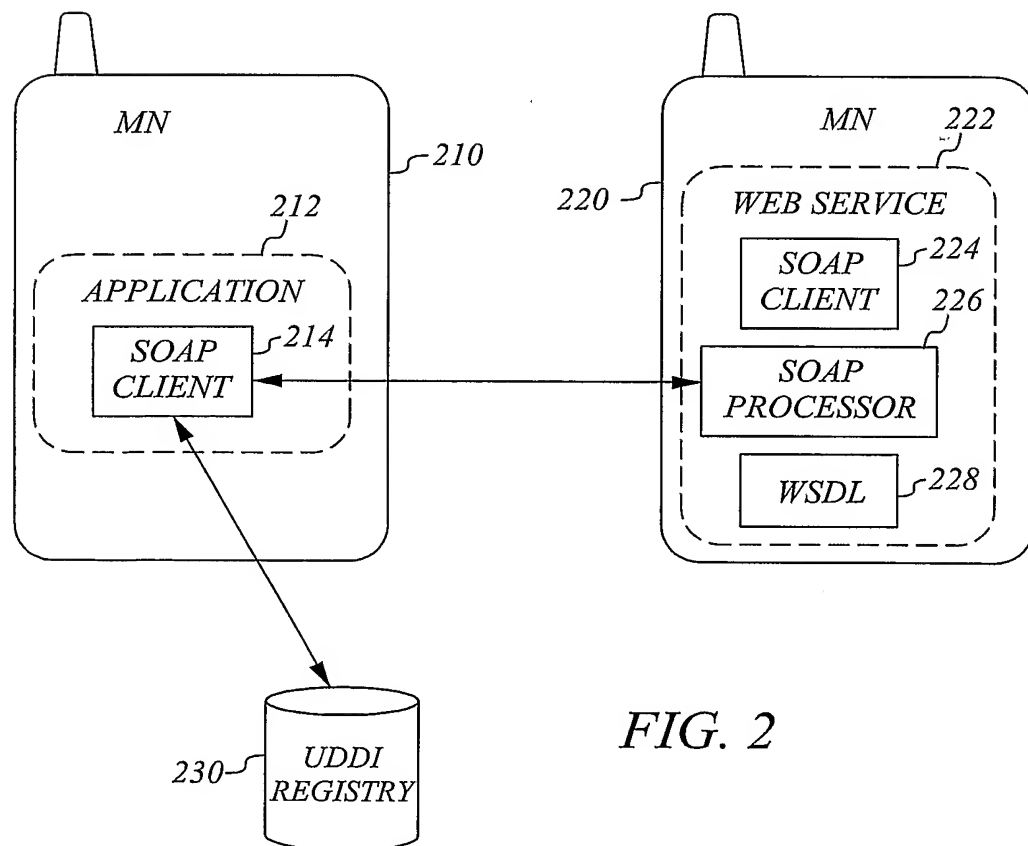 MN
210
212
APPLICATION
SOAP
CLIENT
214
MN
222
220
WEB SERVICE
SOAP
CLIENT
224
226
SOAP
PROCESSOR
WSDL
228
UDDI
REGISTRY
230
FIG. 2